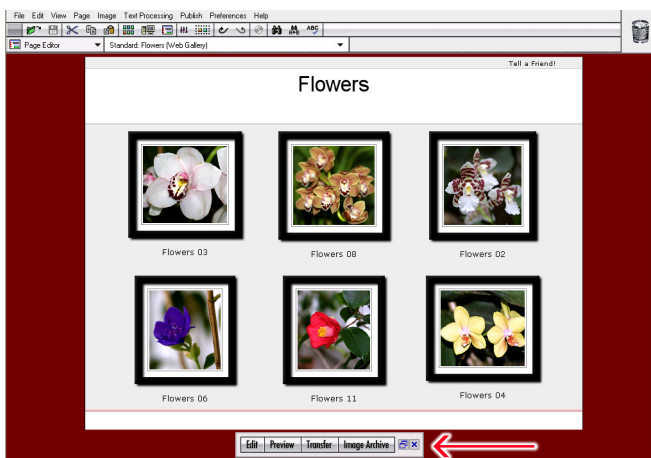 File Edit View Page Image Text Processing Publish Preferences Help
ABC
Page Editor Standard: Flowers (Web Gallery)
Tell a Friend!
Flowers
Flowers 03 Flowers 08 Flowers 02
Flowers 06 Flowers 11 Flowers 04
Edit Preview Transfer Image Archive